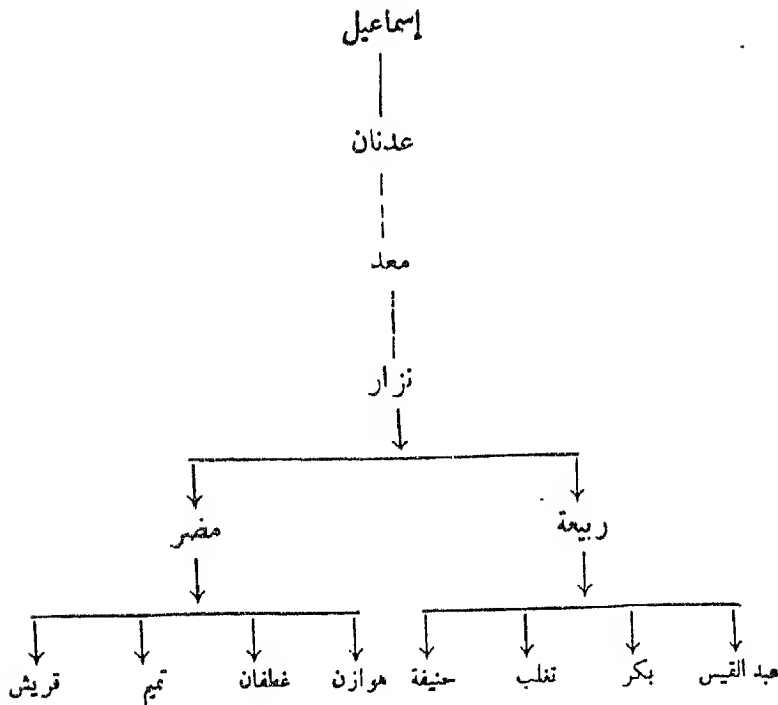 إسماعيل
عدنان
معد
نزار
ربيعة مضر
عبد القيس بكر تغلب حنيفة هوازن غطفان تميم قريش